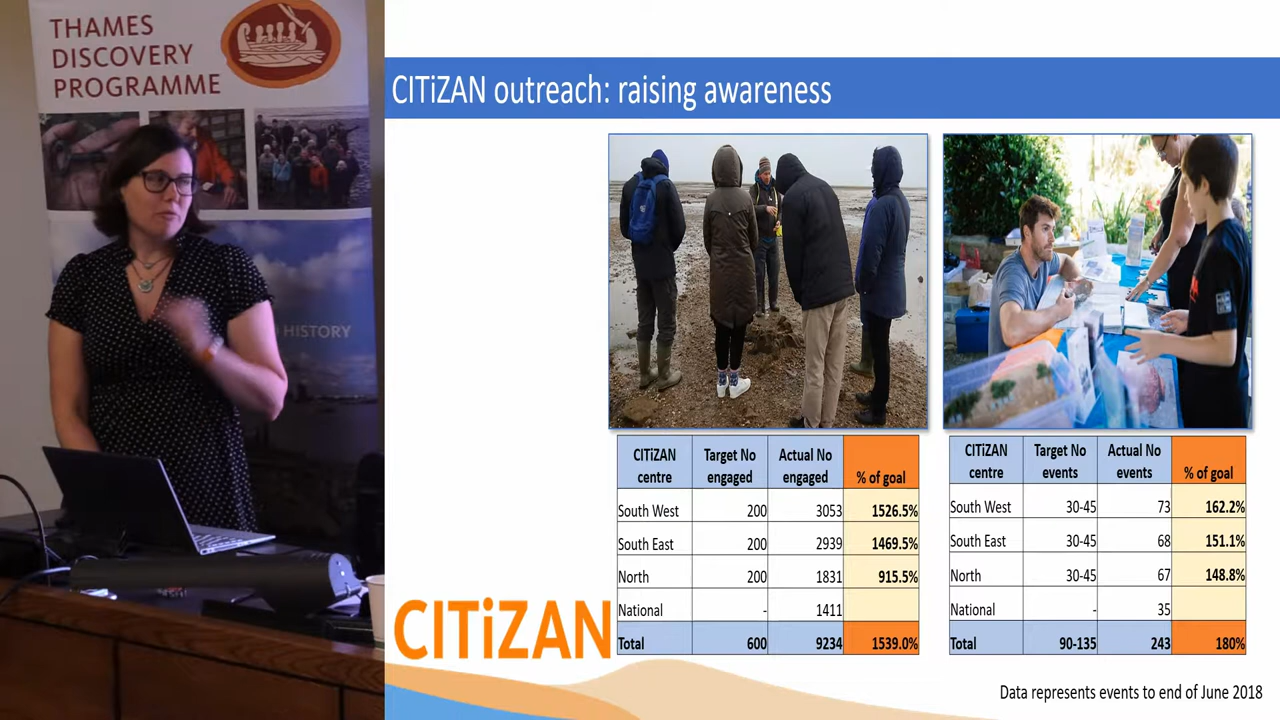 THAMES
DISCOVERY
PROGRAMME
HISTORY
CITiZAN outreach: raising awareness
CITiZAN centre Target No engaged Actual No engaged % of goal
South West 200 3053 1526.5%
South East 200 2939 1469.5%
North 200 1831 915.5%
National - 1411
Total 600 9234 1539.0%
CITiZAN centre Target No events Actual No events % of goal
South West 30-45 73 162.2%
South East 30-45 68 151.1%
North 30-45 67 148.8%
National - 35
Total 90-135 243 180%
CITiZAN
Data represents events to end of June 2018